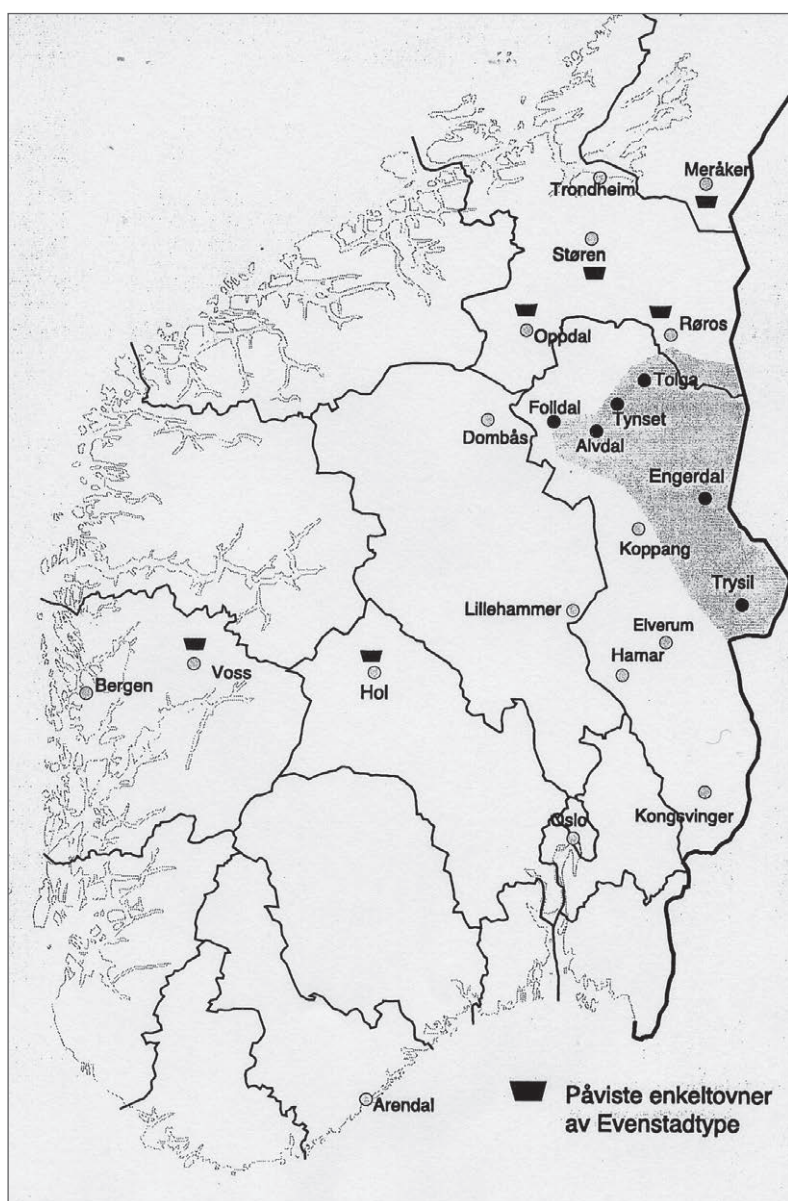 Meråker
Trondheim
Støren
Oppdal
Røros
Tolga
Folldal
Tynset
Dombås
Alvdal
Engerdal
Koppang
Trysil
Lillehammer
Elverum
Hamar
Voss
Bergen
Hol
Kongsvinger
Oslo
Arendal
Påviste enkeltovner
av Evenstadtype